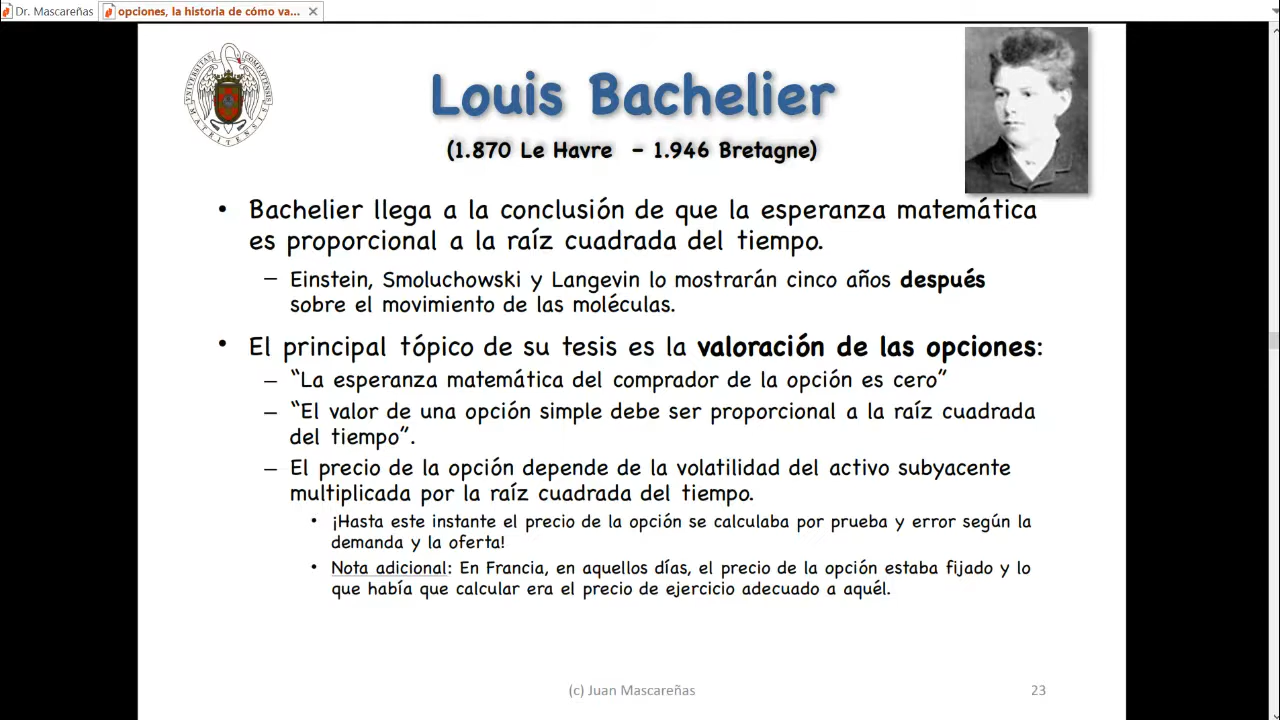 Dr. Mascareñas
opciones, la historia de cómo va...
Louis Bachelier
(1.870 Le Havre – 1.946 Bretagne)
• Bachelier llega a la conclusión de que la esperanza matemática
es proporcional a la raíz cuadrada del tiempo.
– Einstein, Smoluchowski y Langevin lo mostrarán cinco años después
sobre el movimiento de las moléculas.
• El principal tópico de su tesis es la valoración de las opciones:
– “La esperanza matemática del comprador de la opción es cero”
– “El valor de una opción simple debe ser proporcional a la raíz cuadrada
del tiempo”.
– El precio de la opción depende de la volatilidad del activo subyacente
multiplicada por la raíz cuadrada del tiempo.
• ¡Hasta este instante el precio de la opción se calculaba por prueba y error según la
demanda y la oferta!
• Nota adicional: En Francia, en aquellos días, el precio de la opción estaba fijado y lo
que había que calcular era el precio de ejercicio adecuado a aquél.
(c) Juan Mascareñas
23